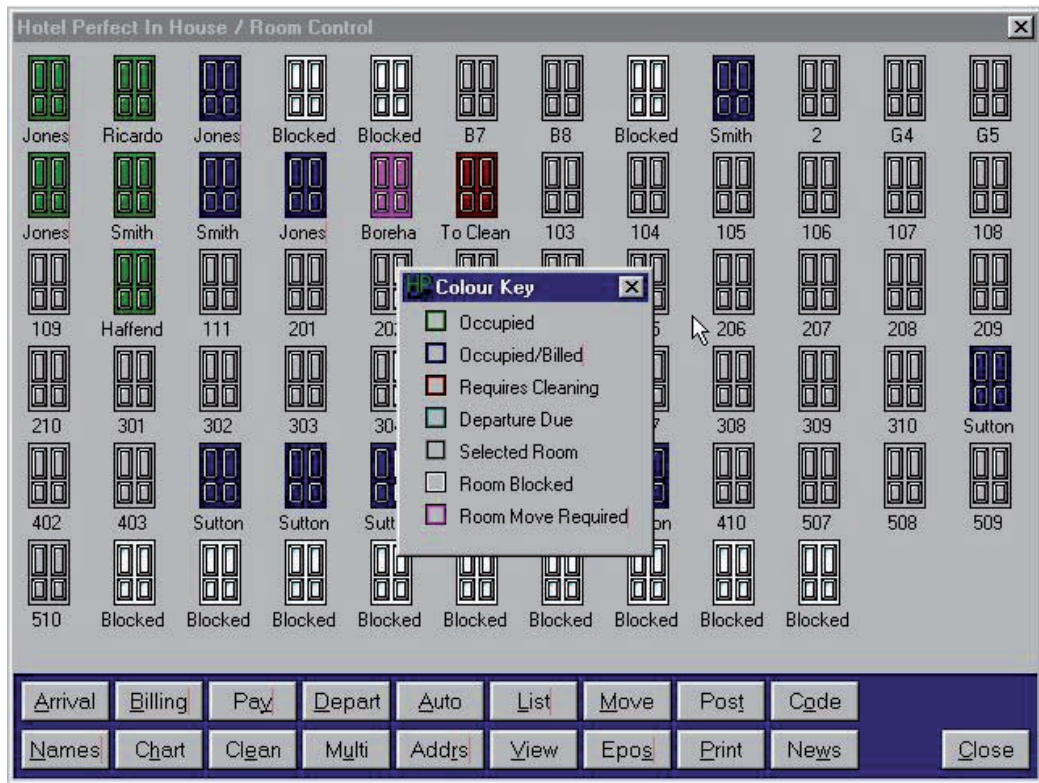 Hotel Perfect In House / Room Control
Jones Ricardo Jones Blocked Blocked B7 B8 Blocked Smith 2 G4 G5
Jones Smith Smith Jones Boreha To Clean 103 104 105 106 107 108
109 Haffend 111 201 206 207 208 209
210 301 302 303 308 309 310 Sutton
402 403 Sutton Sutton 410 507 508 509
510 Blocked Blocked Blocked Blocked Blocked Blocked Blocked Blocked Blocked
HP Colour Key
Occupied
Occupied/Billed
Requires Cleaning
Departure Due
Selected Room
Room Blocked
Room Move Required
Arrival Billing Pay Depart Auto List Move Post Code
Names Chart Clean Multi Addrs View Epos Print News Close